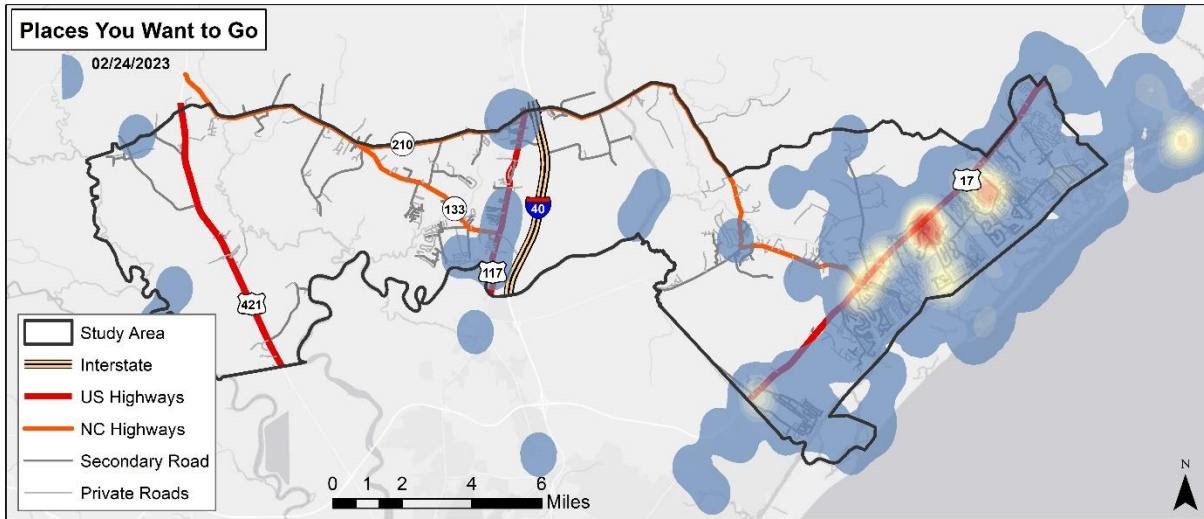 Places You Want to Go
02/24/2023
210
133
40
117
421
17
Study Area
Interstate
US Highways
NC Highways
Secondary Road
Private Roads
0 1 2 4 6
Miles
N